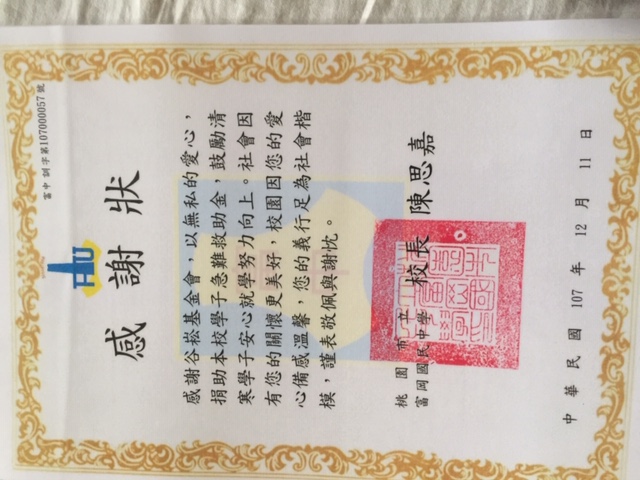 富中訓字第107000057號
感謝狀
感謝谷松基金會，以無私的愛心，
捐助本校學子急難救助金，鼓勵清
寒學子安心就學努力向上。社會因
有您的關懷更美好，校園因您的愛
心備感溫馨，您的義行足為社會楷
模，謹表敬佩與謝忱。
桃園市立
富岡國民中學 校長 陳思嘉
中華民國 107 年 12 月 11 日